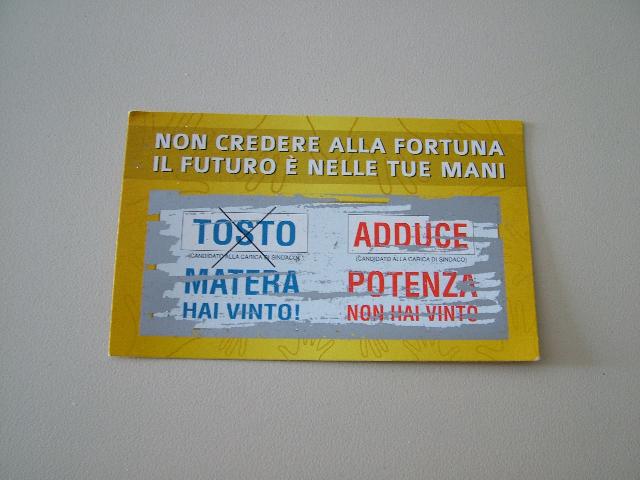 NON CREDERE ALLA FORTUNA
IL FUTURO È NELLE TUE MANI
TOSTO
(CANDIDATO ALLA CARICA DI SINDACO)
MATERA
HAI VINTO!
ADDUCE
(CANDIDATO ALLA CARICA DI SINDACO)
POTENZA
NON HAI VINTO